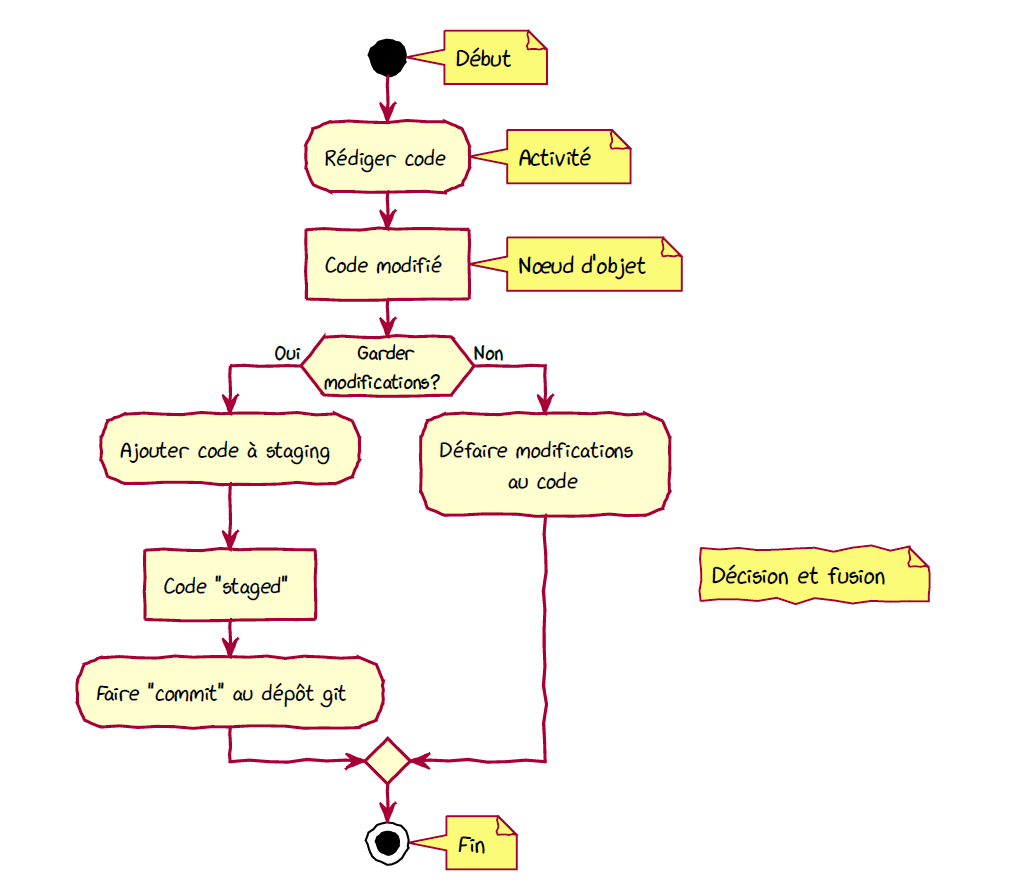 Début
Rédiger code
Activité
Code modifié
Nœud d'objet
Oui
Garder
modifications?
Non
Ajouter code à staging
Défaire modifications
au code
Code "staged"
Décision et fusion
Faire "commit" au dépôt git
Fin